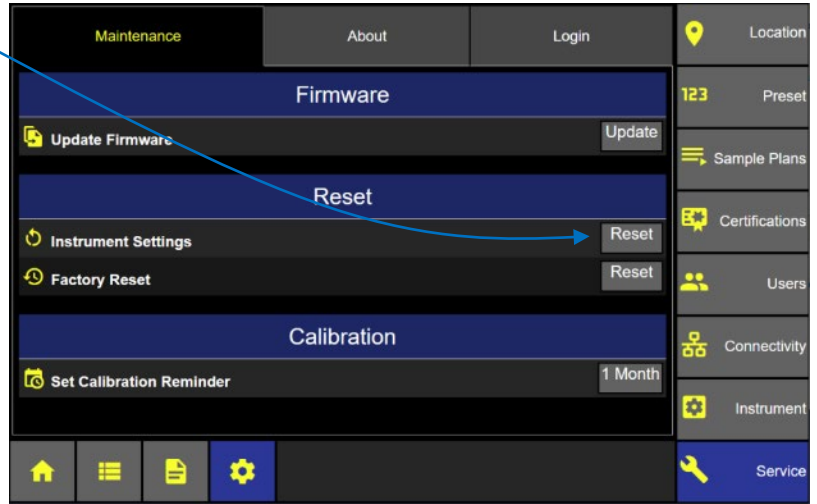 Maintenance
About
Login
Firmware
Update Firmware
Update
Reset
Instrument Settings
Reset
Factory Reset
Reset
Calibration
Set Calibration Reminder
1 Month
Location
123
Preset
Sample Plans
Certifications
Users
Connectivity
Instrument
Service